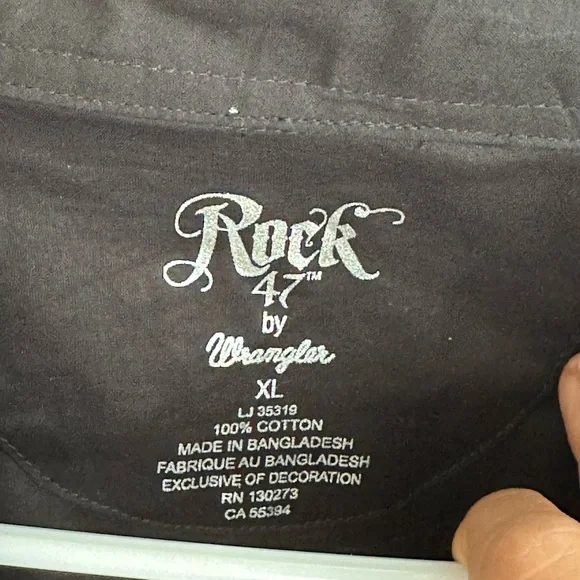 Rock
47™
by
Wrangler
XL
LJ 35319
100% COTTON
MADE IN BANGLADESH
FABRIQUE AU BANGLADESH
EXCLUSIVE OF DECORATION
RN 130273
CA 55394